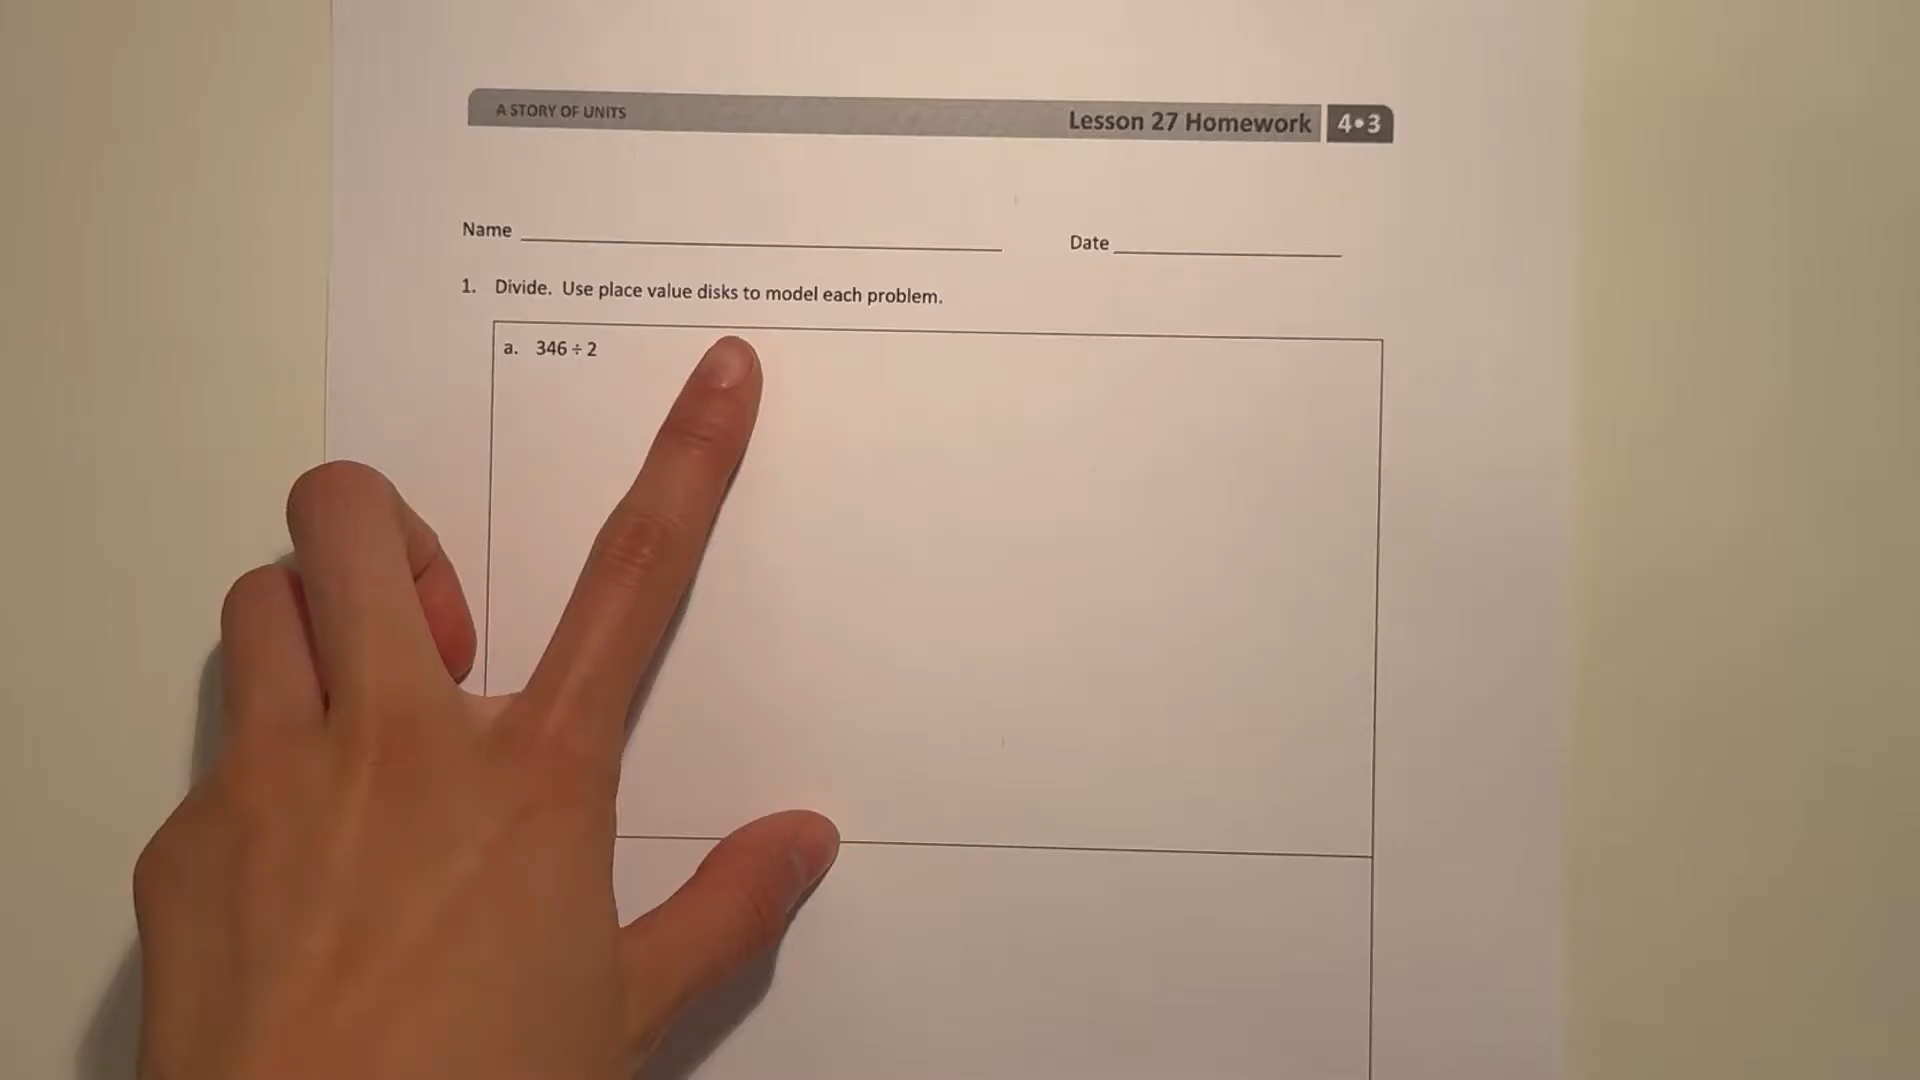 A STORY OF UNITS
Lesson 27 Homework 4•3
Name
Date
1. Divide. Use place value disks to model each problem.
a. 346 ÷ 2